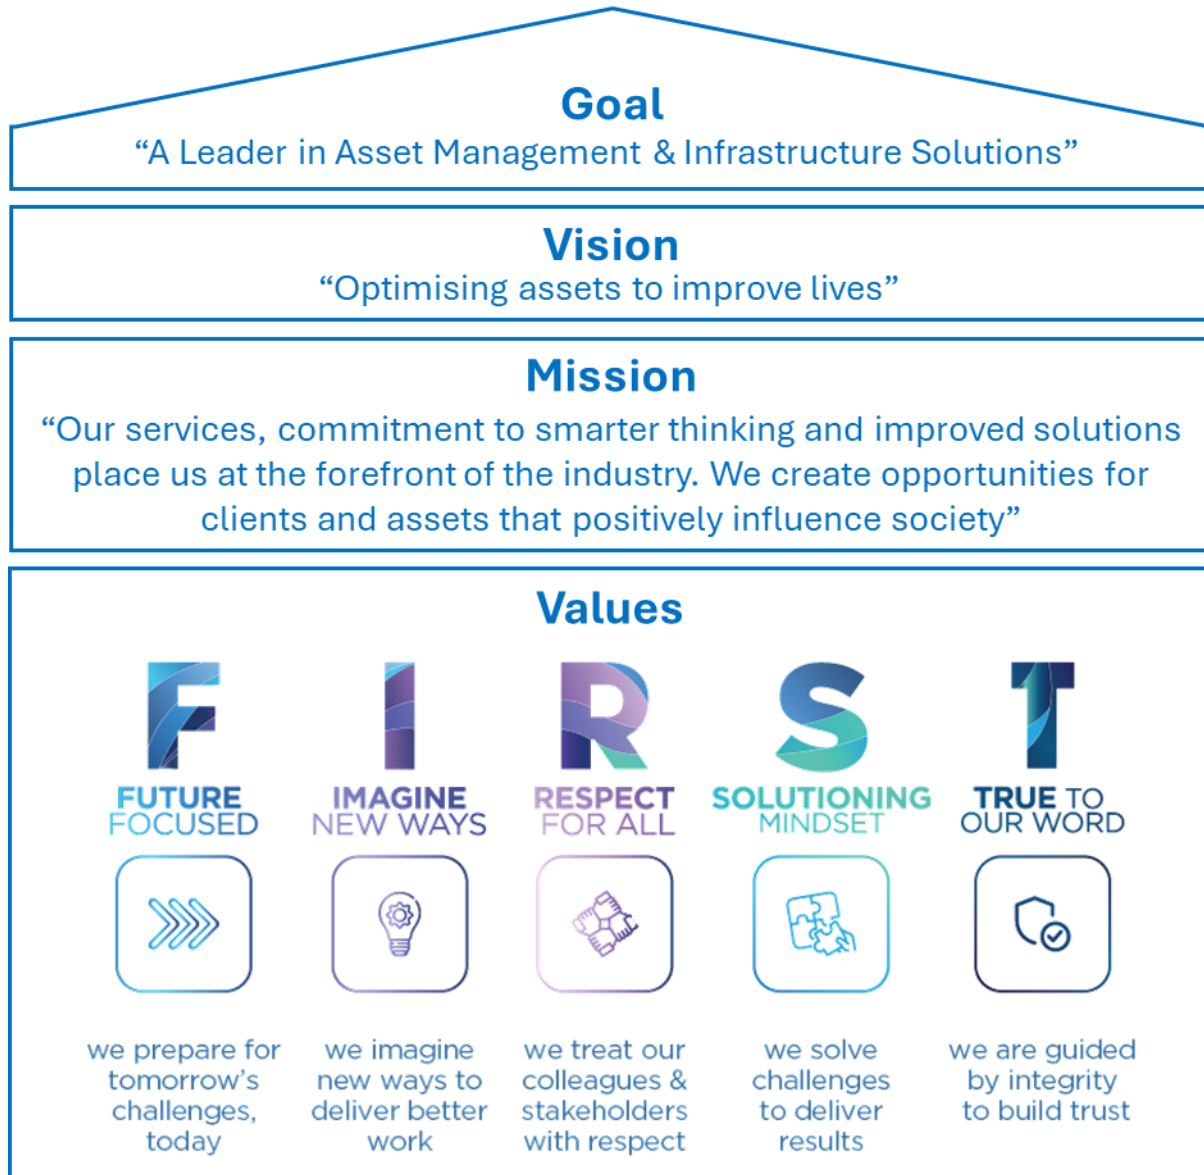 Goal
“A Leader in Asset Management & Infrastructure Solutions”
Vision
“Optimising assets to improve lives”
Mission
“Our services, commitment to smarter thinking and improved solutions
place us at the forefront of the industry. We create opportunities for
clients and assets that positively influence society”
Values
F
FUTURE
FOCUSED
we prepare for
tomorrow’s
challenges,
today
I
IMAGINE
NEW WAYS
we imagine
new ways to
deliver better
work
R
RESPECT
FOR ALL
we treat our
colleagues &
stakeholders
with respect
S
SOLUTIONING
MINDSET
we solve
challenges
to deliver
results
T
TRUE TO
OUR WORD
we are guided
by integrity
to build trust